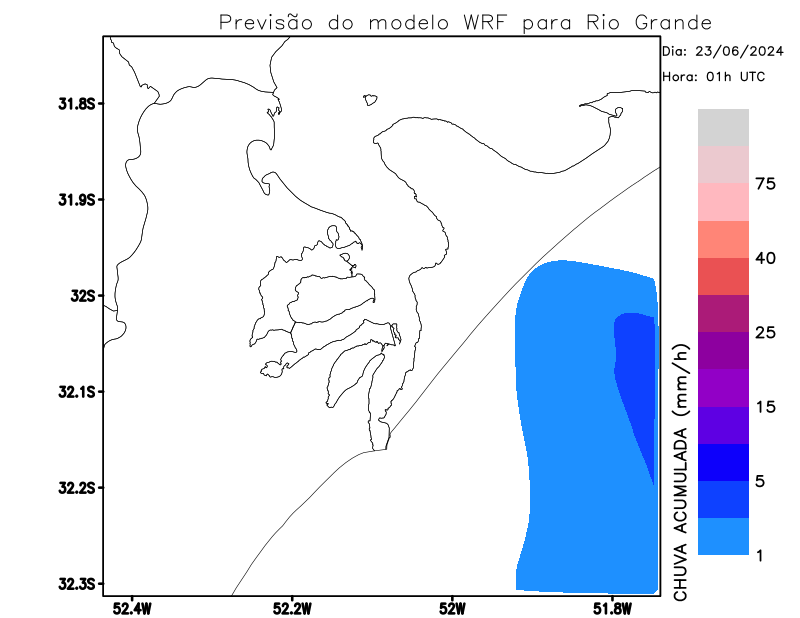 Previsão do modelo WRF para Rio Grande
Dia: 23/06/2024
Hora: 01h UTC
31.8S
31.9S
32S
32.1S
32.2S
32.3S
52.4W
52.2W
52W
51.8W
75
40
25
15
5
1
CHUVA ACUMULADA (mm/h)